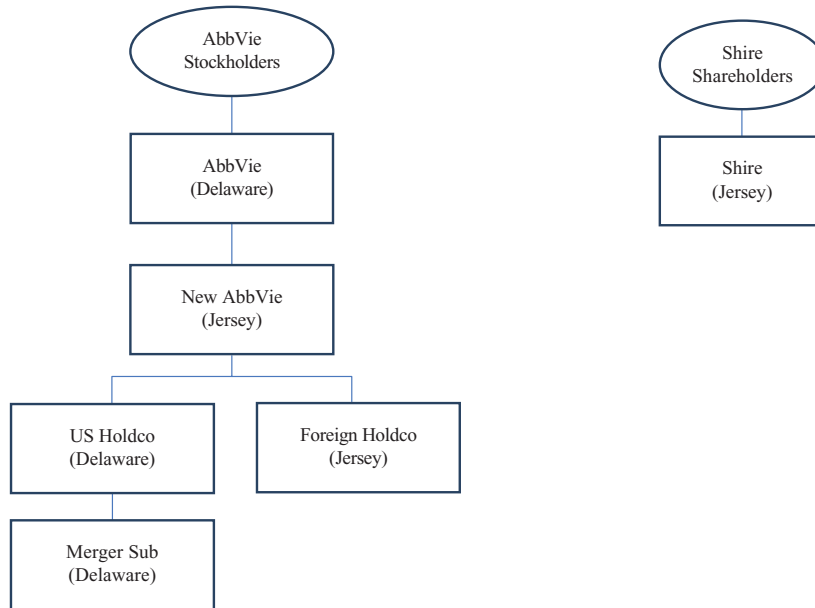 AbbVie
Stockholders
Shire
Shareholders
AbbVie
(Delaware)
Shire
(Jersey)
New AbbVie
(Jersey)
US Holdco
(Delaware)
Foreign Holdco
(Jersey)
Merger Sub
(Delaware)